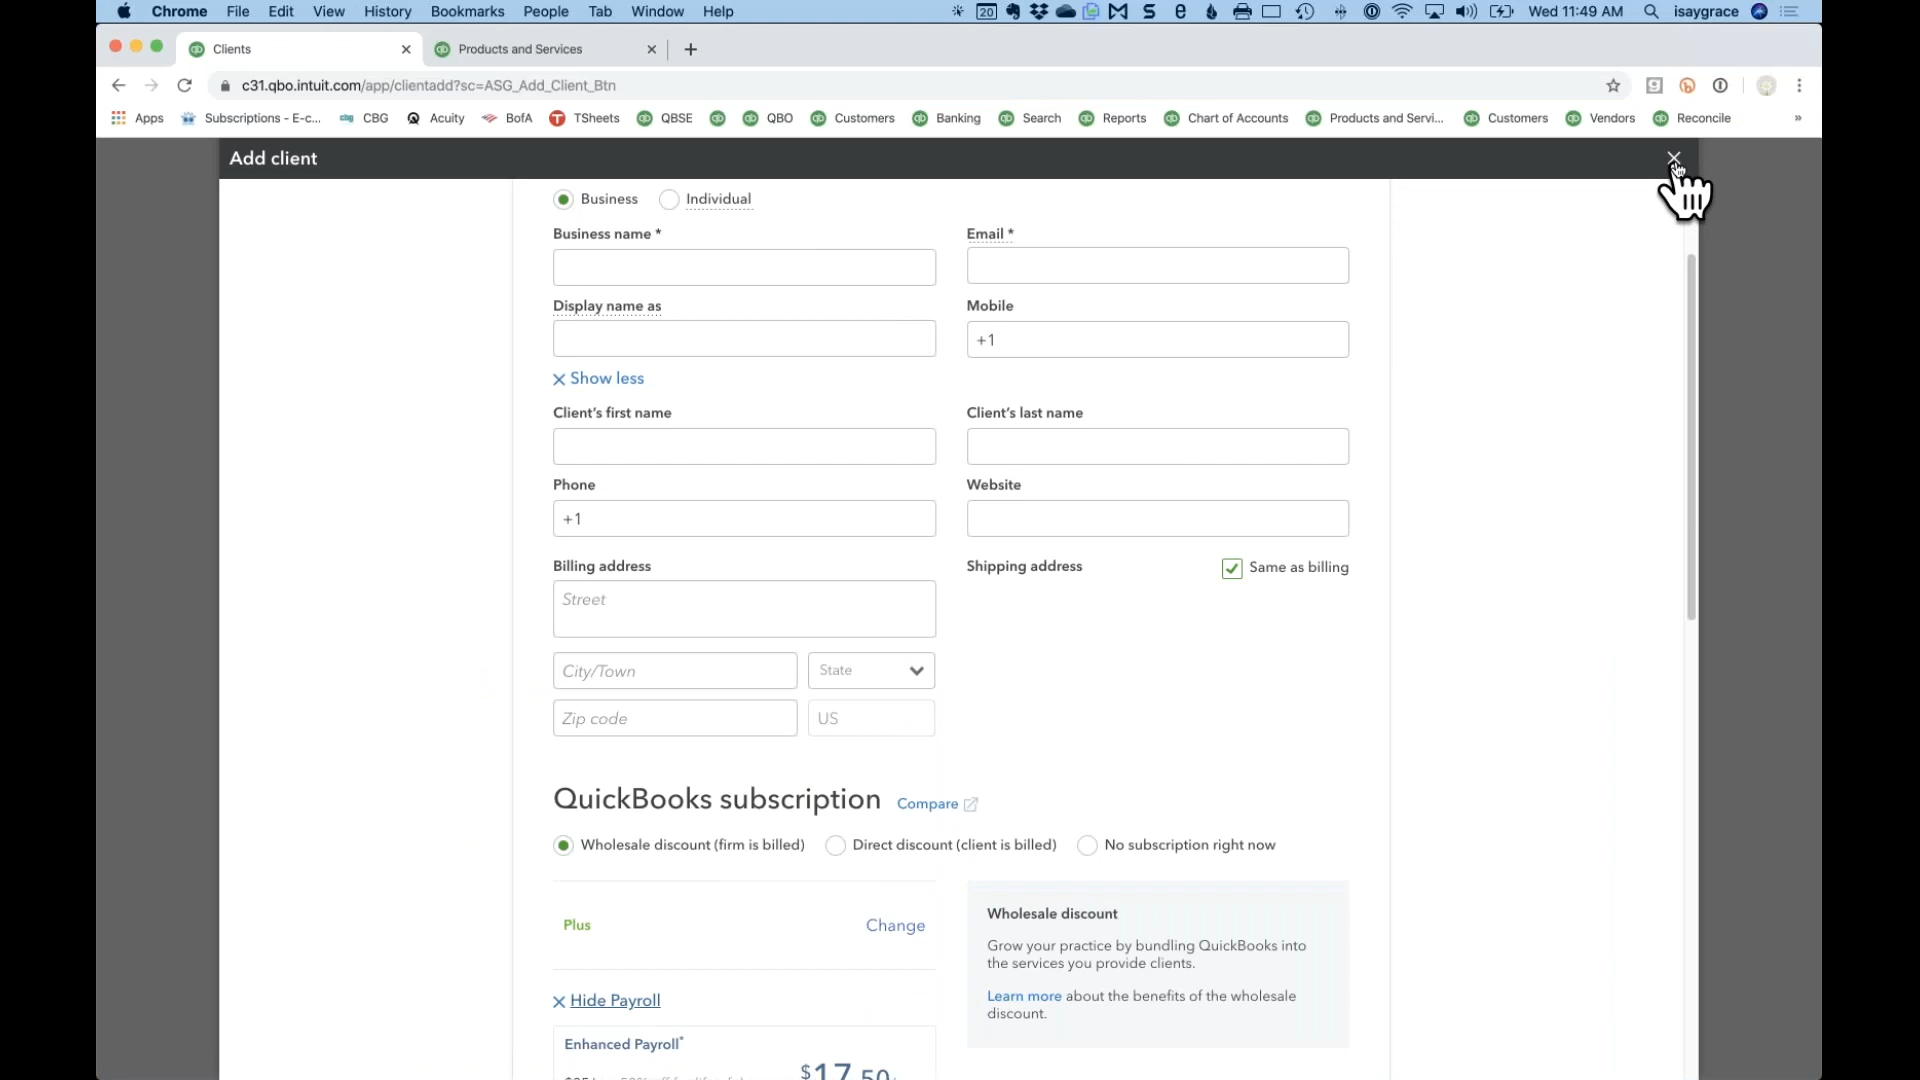 Chrome File Edit View History Bookmarks People Tab Window Help 20 Wed 11:49 AM isaygrace
Clients Products and Services
c31.qbo.intuit.com/app/clientadd?sc=ASG_Add_Client_Btn
Apps Subscriptions - E-c... CBG Acuity BofA TSheets QBSE QBO Customers Banking Search Reports Chart of Accounts Products and Servi... Customers Vendors Reconcile »
Add client
Business Individual
Business name * Email *
Display name as Mobile
+1
Show less
Client's first name Client's last name
Phone Website
+1
Billing address Shipping address Same as billing
Street
City/Town State
Zip code US
QuickBooks subscription Compare
Wholesale discount (firm is billed) Direct discount (client is billed) No subscription right now
Plus Change
Wholesale discount
Grow your practice by bundling QuickBooks into
the services you provide clients.
Learn more about the benefits of the wholesale
discount.
Hide Payroll
Enhanced Payroll*
$17.50